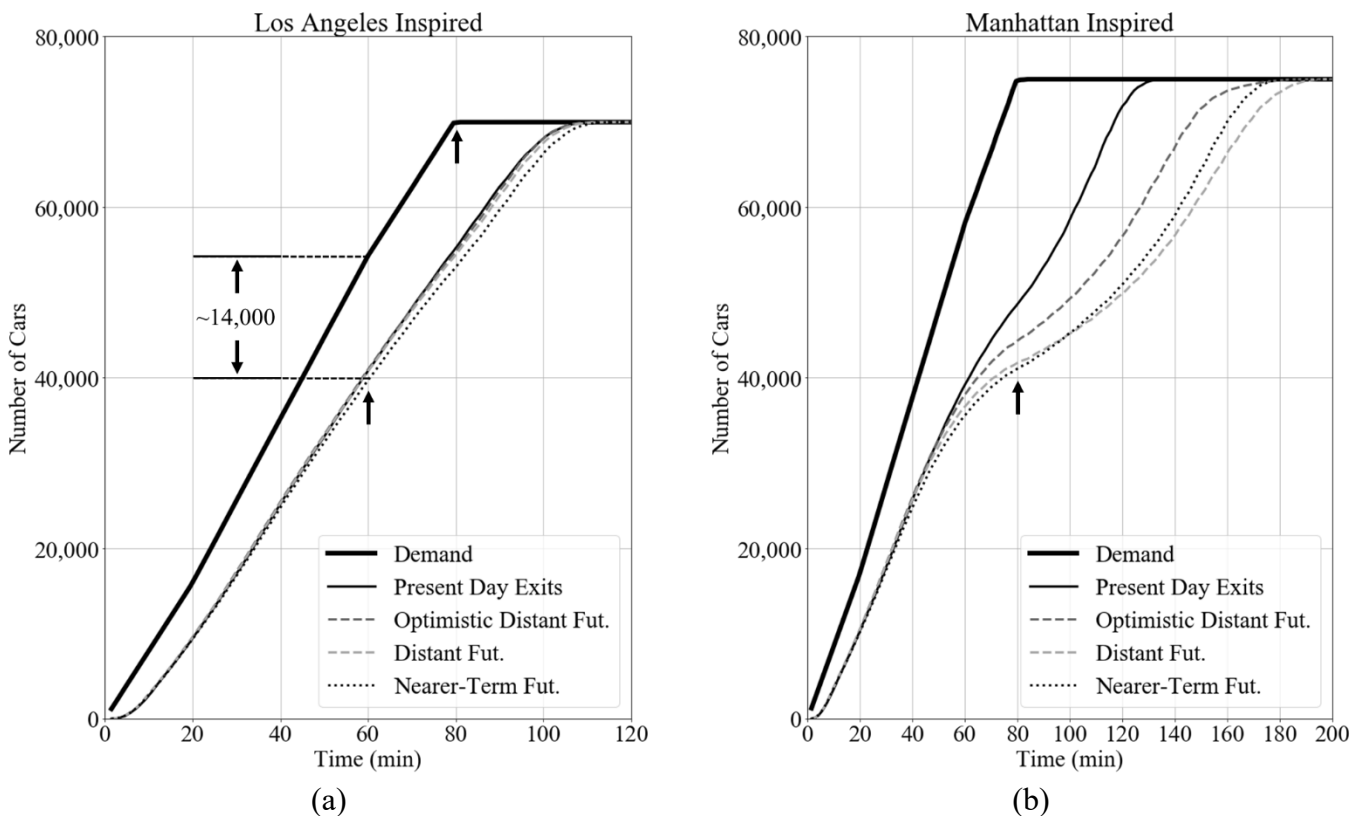 Los Angeles Inspired
80,000
60,000
40,000
20,000
0
Number of Cars
~14,000
Demand
Present Day Exits
Optimistic Distant Fut.
Distant Fut.
Nearer-Term Fut.
0 20 40 60 80 100 120
Time (min)
(a)
Manhattan Inspired
80,000
60,000
40,000
20,000
0
Number of Cars
Demand
Present Day Exits
Optimistic Distant Fut.
Distant Fut.
Nearer-Term Fut.
0 20 40 60 80 100 120 140 160 180 200
Time (min)
(b)